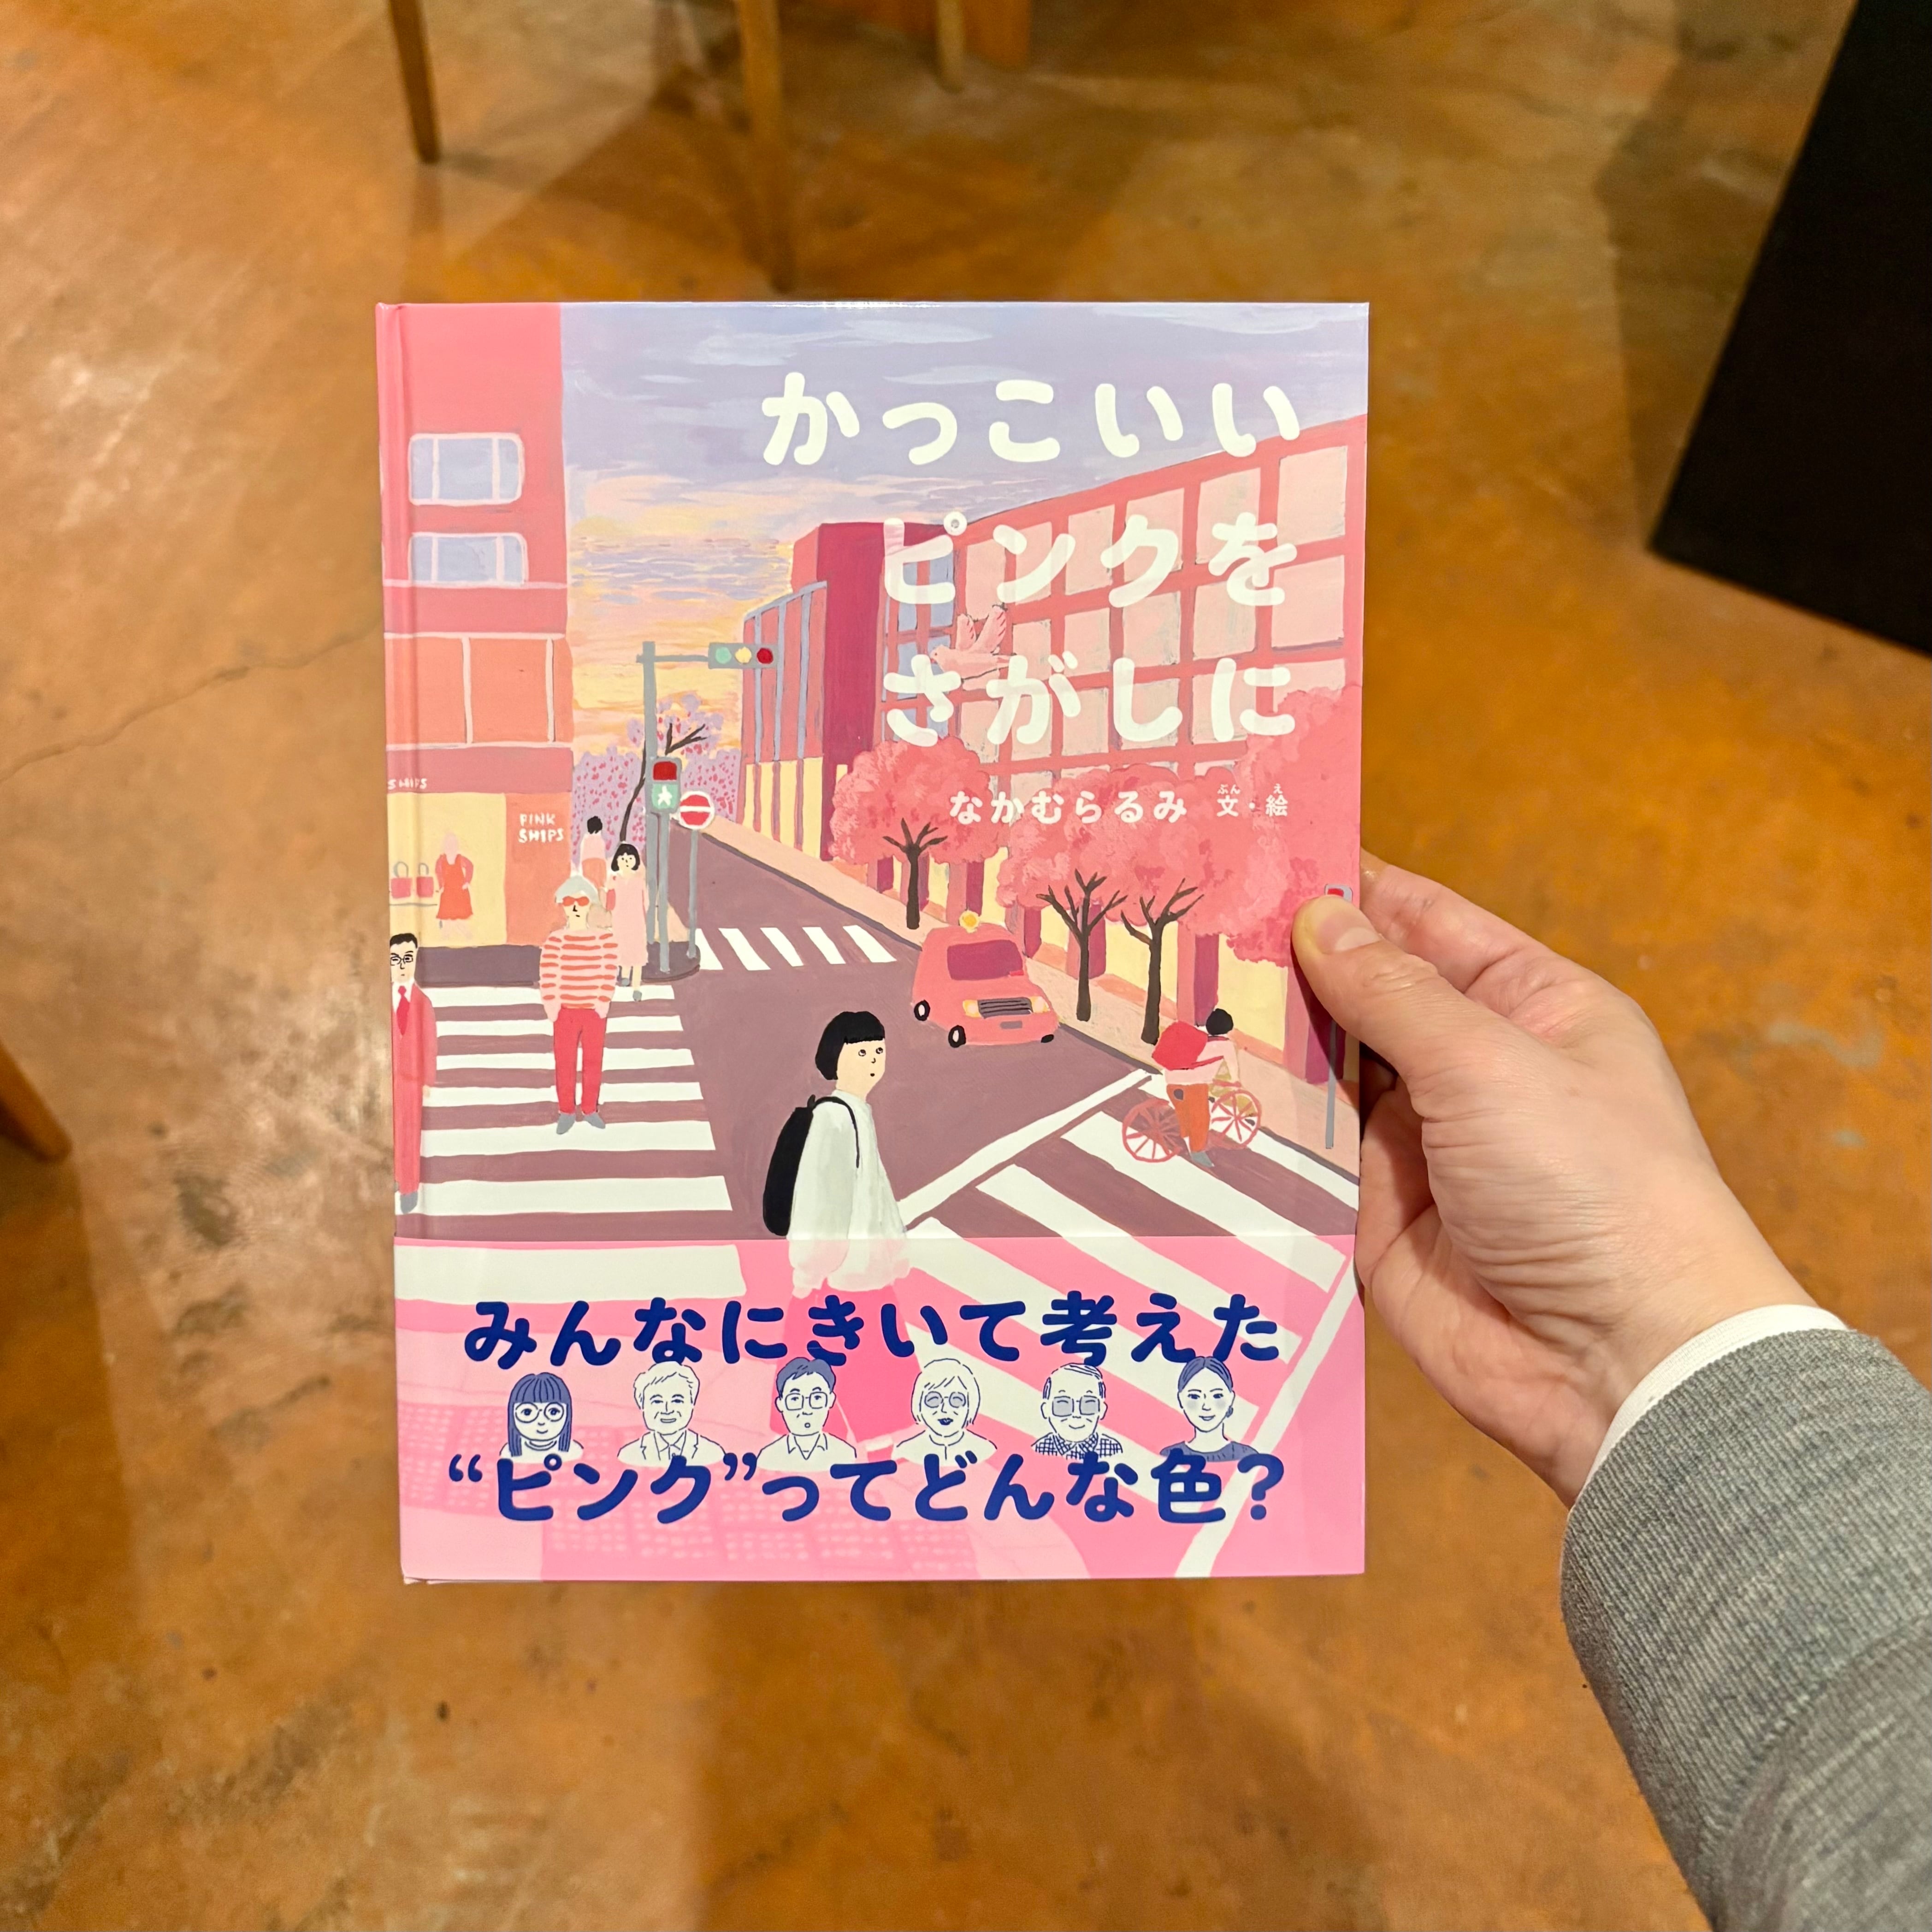 かっこいい
ピンクを
さがしに
なかむらるみ 文・絵
ぶん え
SHIPS
PINK
SHIPS
みんなにきいて考えた
“ピンク”ってどんな色?